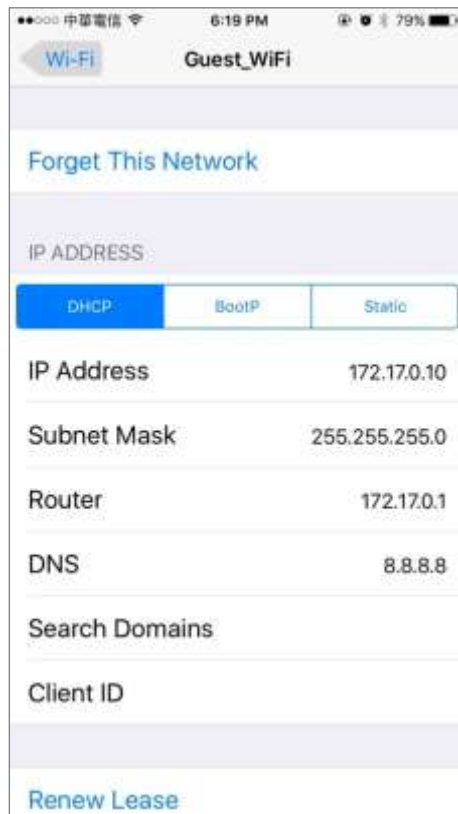 中華電信 6:19 PM 79%
Wi-Fi Guest_WiFi
Forget This Network
IP ADDRESS
DHCP BootP Static
IP Address 172.17.0.10
Subnet Mask 255.255.255.0
Router 172.17.0.1
DNS 8.8.8.8
Search Domains
Client ID
Renew Lease